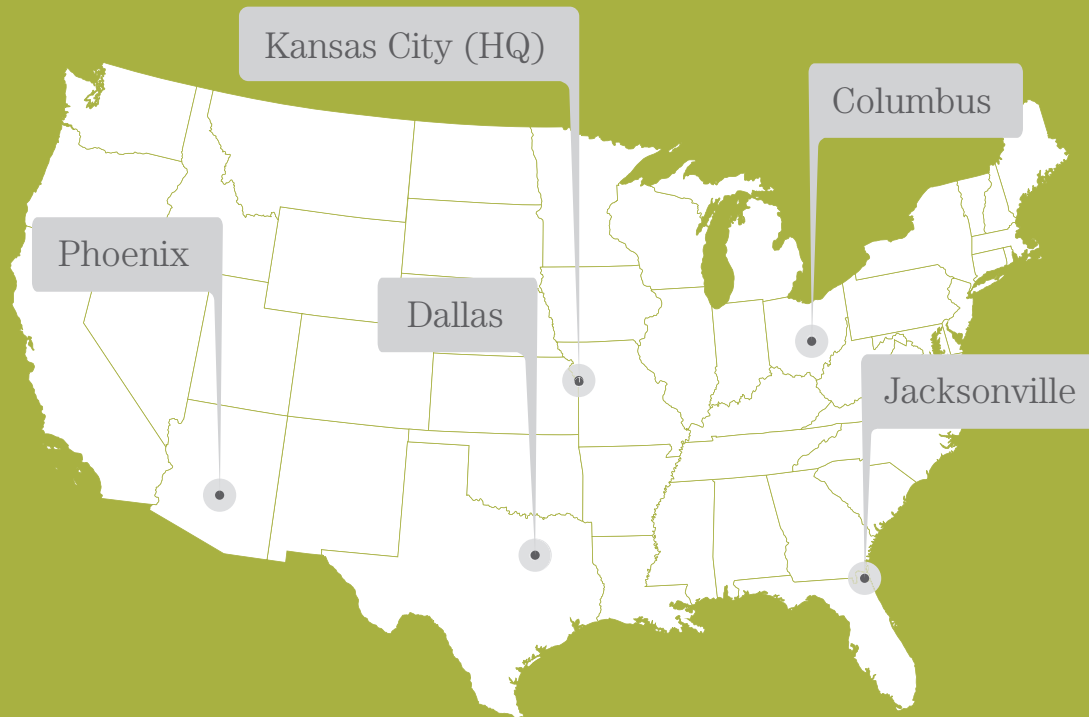 Kansas City (HQ)
Columbus
Phoenix
Dallas
Jacksonville